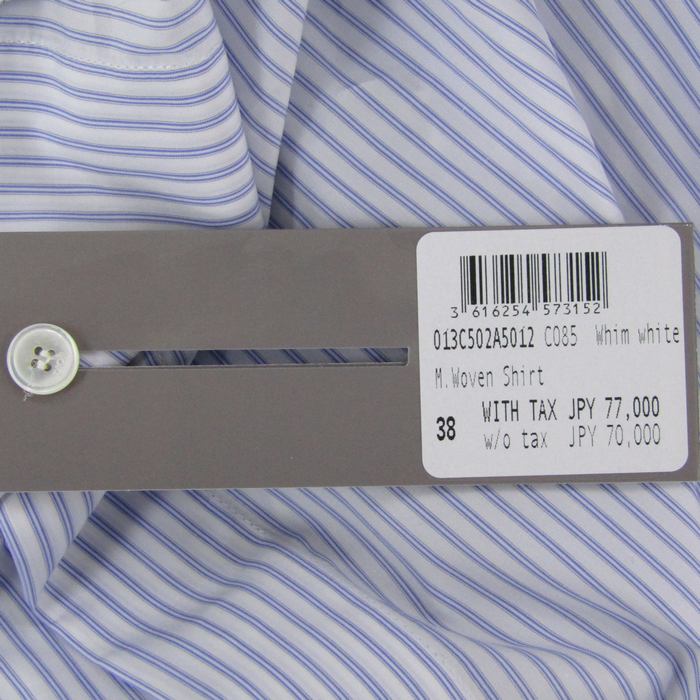 3 616254 573152
013C502A5012 C085 Whim white
M.Woven Shirt
38 WITH TAX JPY 77,000
w/o tax JPY 70,000